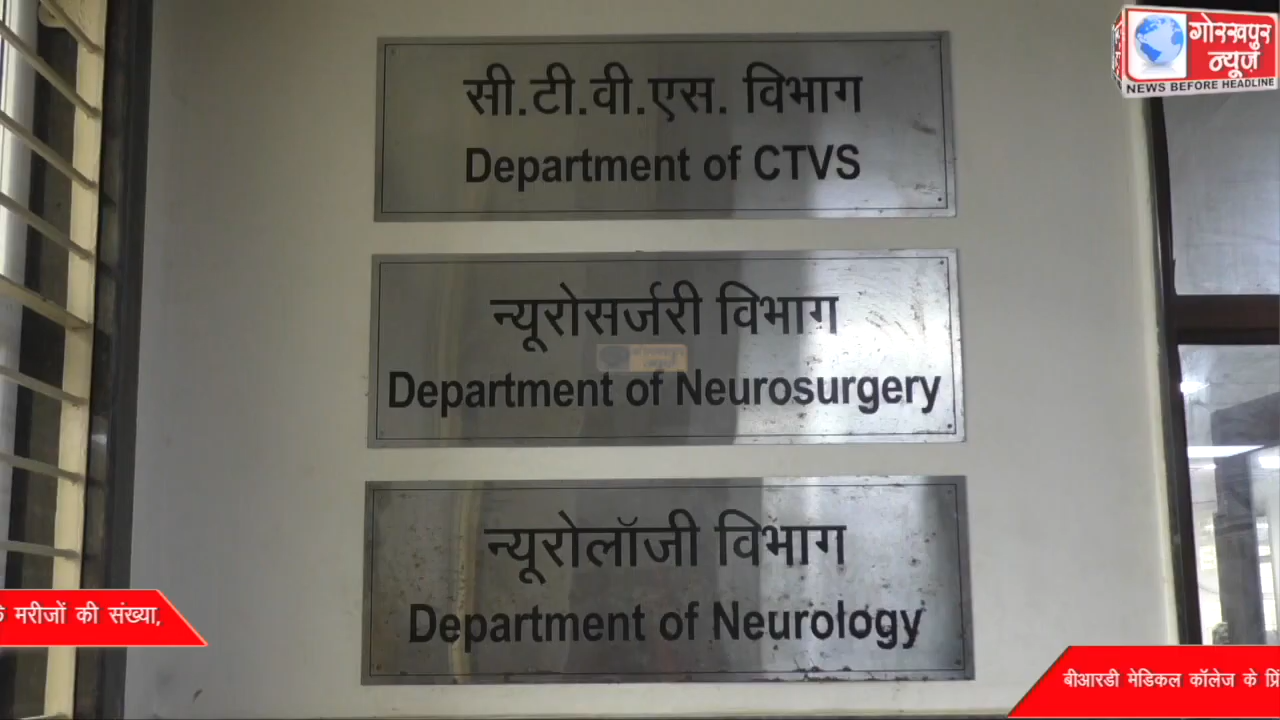 गोरखपुर
न्यूज़
NEWS BEFORE HEADLINE
सी.टी.वी.एस. विभाग
Department of CTVS
न्यूरोसर्जरी विभाग
Department of Neurosurgery
न्यूरोलॉजी विभाग
Department of Neurology
मरीजों की संख्या,
बीआरडी मेडिकल कॉलेज के